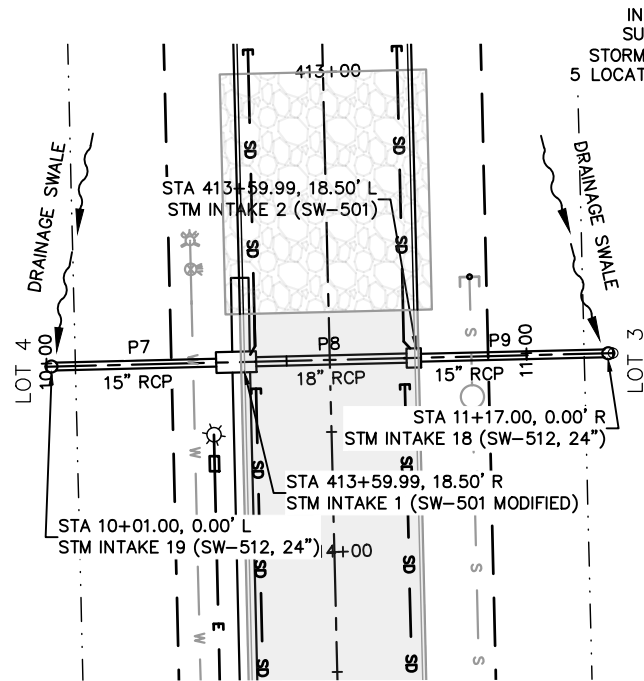 IN
SU
STORM
5 LOCAT
413+00
SD
SD
DRAINAGE SWALE
DRAINAGE SWALE
STA 413+59.99, 18.50' L
STM INTAKE 2 (SW-501)
SD
SD
W
S
P7
P8
P9
11+00
10+00
LOT 4
LOT 3
15" RCP
18" RCP
15" RCP
STA 11+17.00, 0.00' R
STM INTAKE 18 (SW-512, 24")
W
SD
SD
STA 413+59.99, 18.50' R
STM INTAKE 1 (SW-501 MODIFIED)
STA 10+01.00, 0.00' L
STM INTAKE 19 (SW-512, 24")
4+00
SD
SD
S
E
W
SD
SD
S